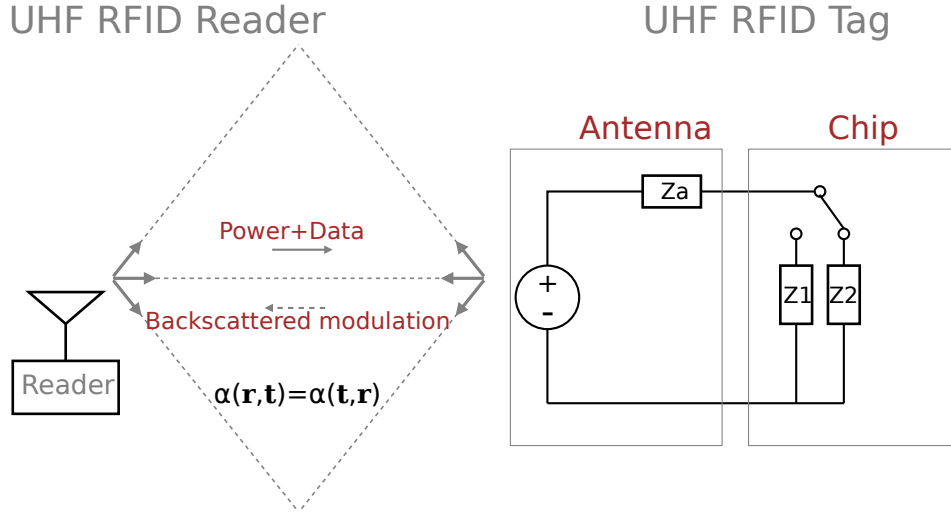 UHF RFID Reader
UHF RFID Tag
Antenna
Chip
Za
Power+Data
+
-
Z1
Z2
Backscattered modulation
Reader
α(r,t)=α(t,r)